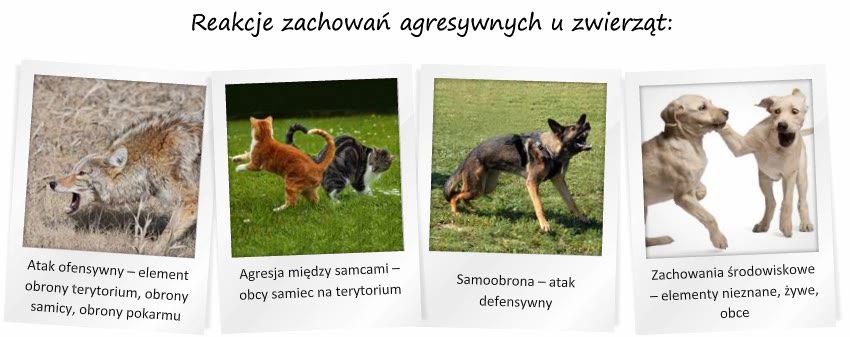 Reakcje zachowań agresywnych u zwierząt:
Atak ofensywny – element
obrony terytorium, obrony
samicy, obrony pokarmu
Agresja między samcami –
obcy samiec na terytorium
Samoobrona – atak
defensywny
Zachowania środowiskowe
– elementy nieznane, żywe,
obce